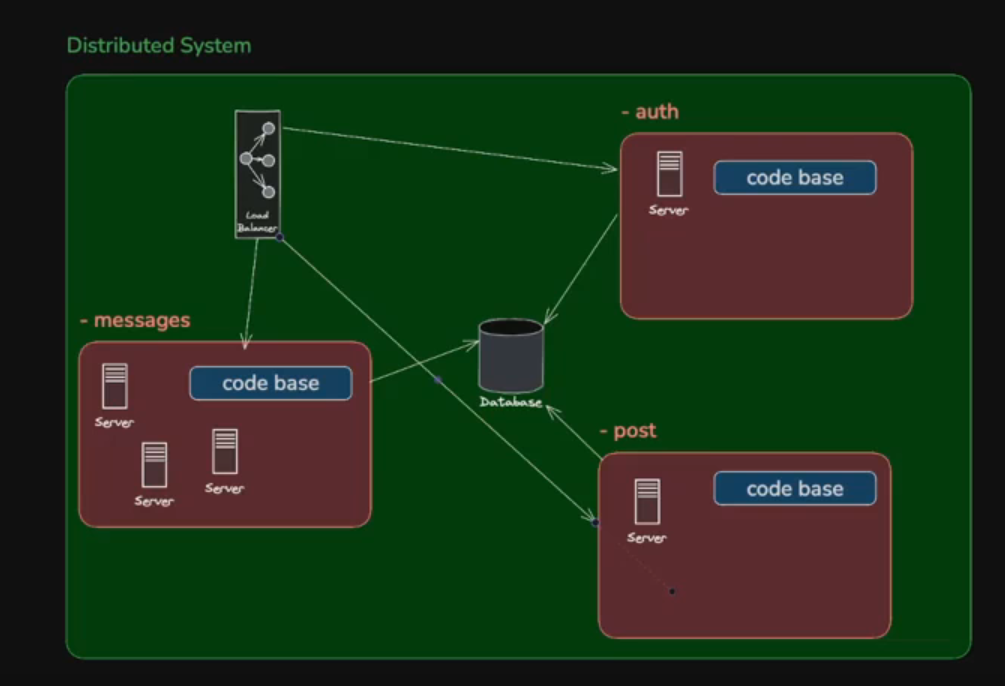 Distributed System
- auth
code base
Server
Load
Balancer
- messages
code base
Server
Server
Server
Database
- post
code base
Server